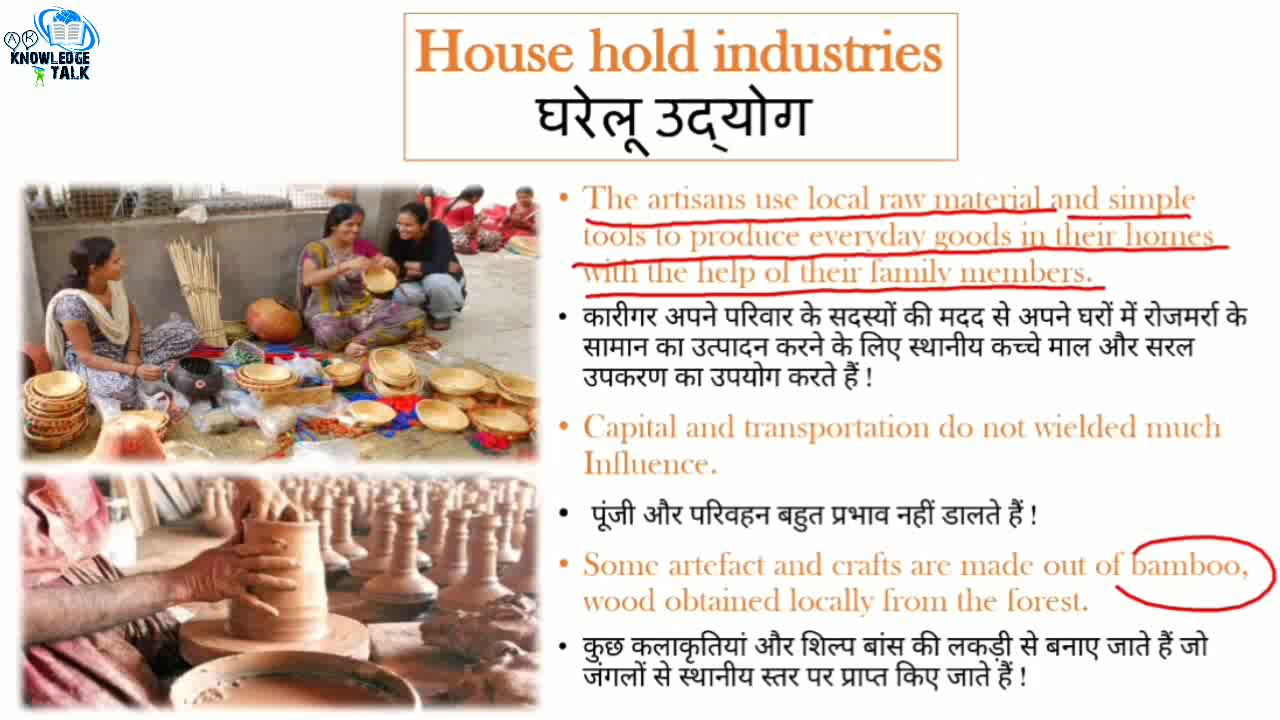 AK
KNOWLEDGE
TALK
House hold industries
घरेलू उद्योग
• The artisans use local raw material and simple
tools to produce everyday goods in their homes
with the help of their family members.
• कारीगर अपने परिवार के सदस्यों की मदद से अपने घरों में रोजमर्रा के
सामान का उत्पादन करने के लिए स्थानीय कच्चे माल और सरल
उपकरण का उपयोग करते हैं !
• Capital and transportation do not wielded much
Influence.
• पूंजी और परिवहन बहुत प्रभाव नहीं डालते हैं !
• Some artefact and crafts are made out of bamboo,
wood obtained locally from the forest.
• कुछ कलाकृतियां और शिल्प बांस की लकड़ी से बनाए जाते हैं जो
जंगलों से स्थानीय स्तर पर प्राप्त किए जाते हैं !